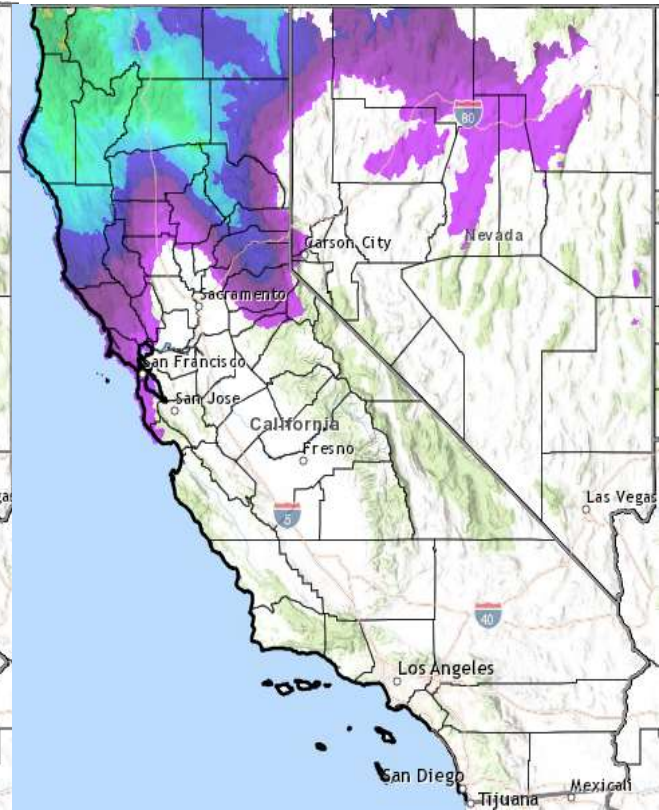 80
Carson City
Nevada
Sacramento
San Francisco
San Jose
California
Fresno
5
Las Vegas
40
Los Angeles
San Diego
Tijuana
Mexicali